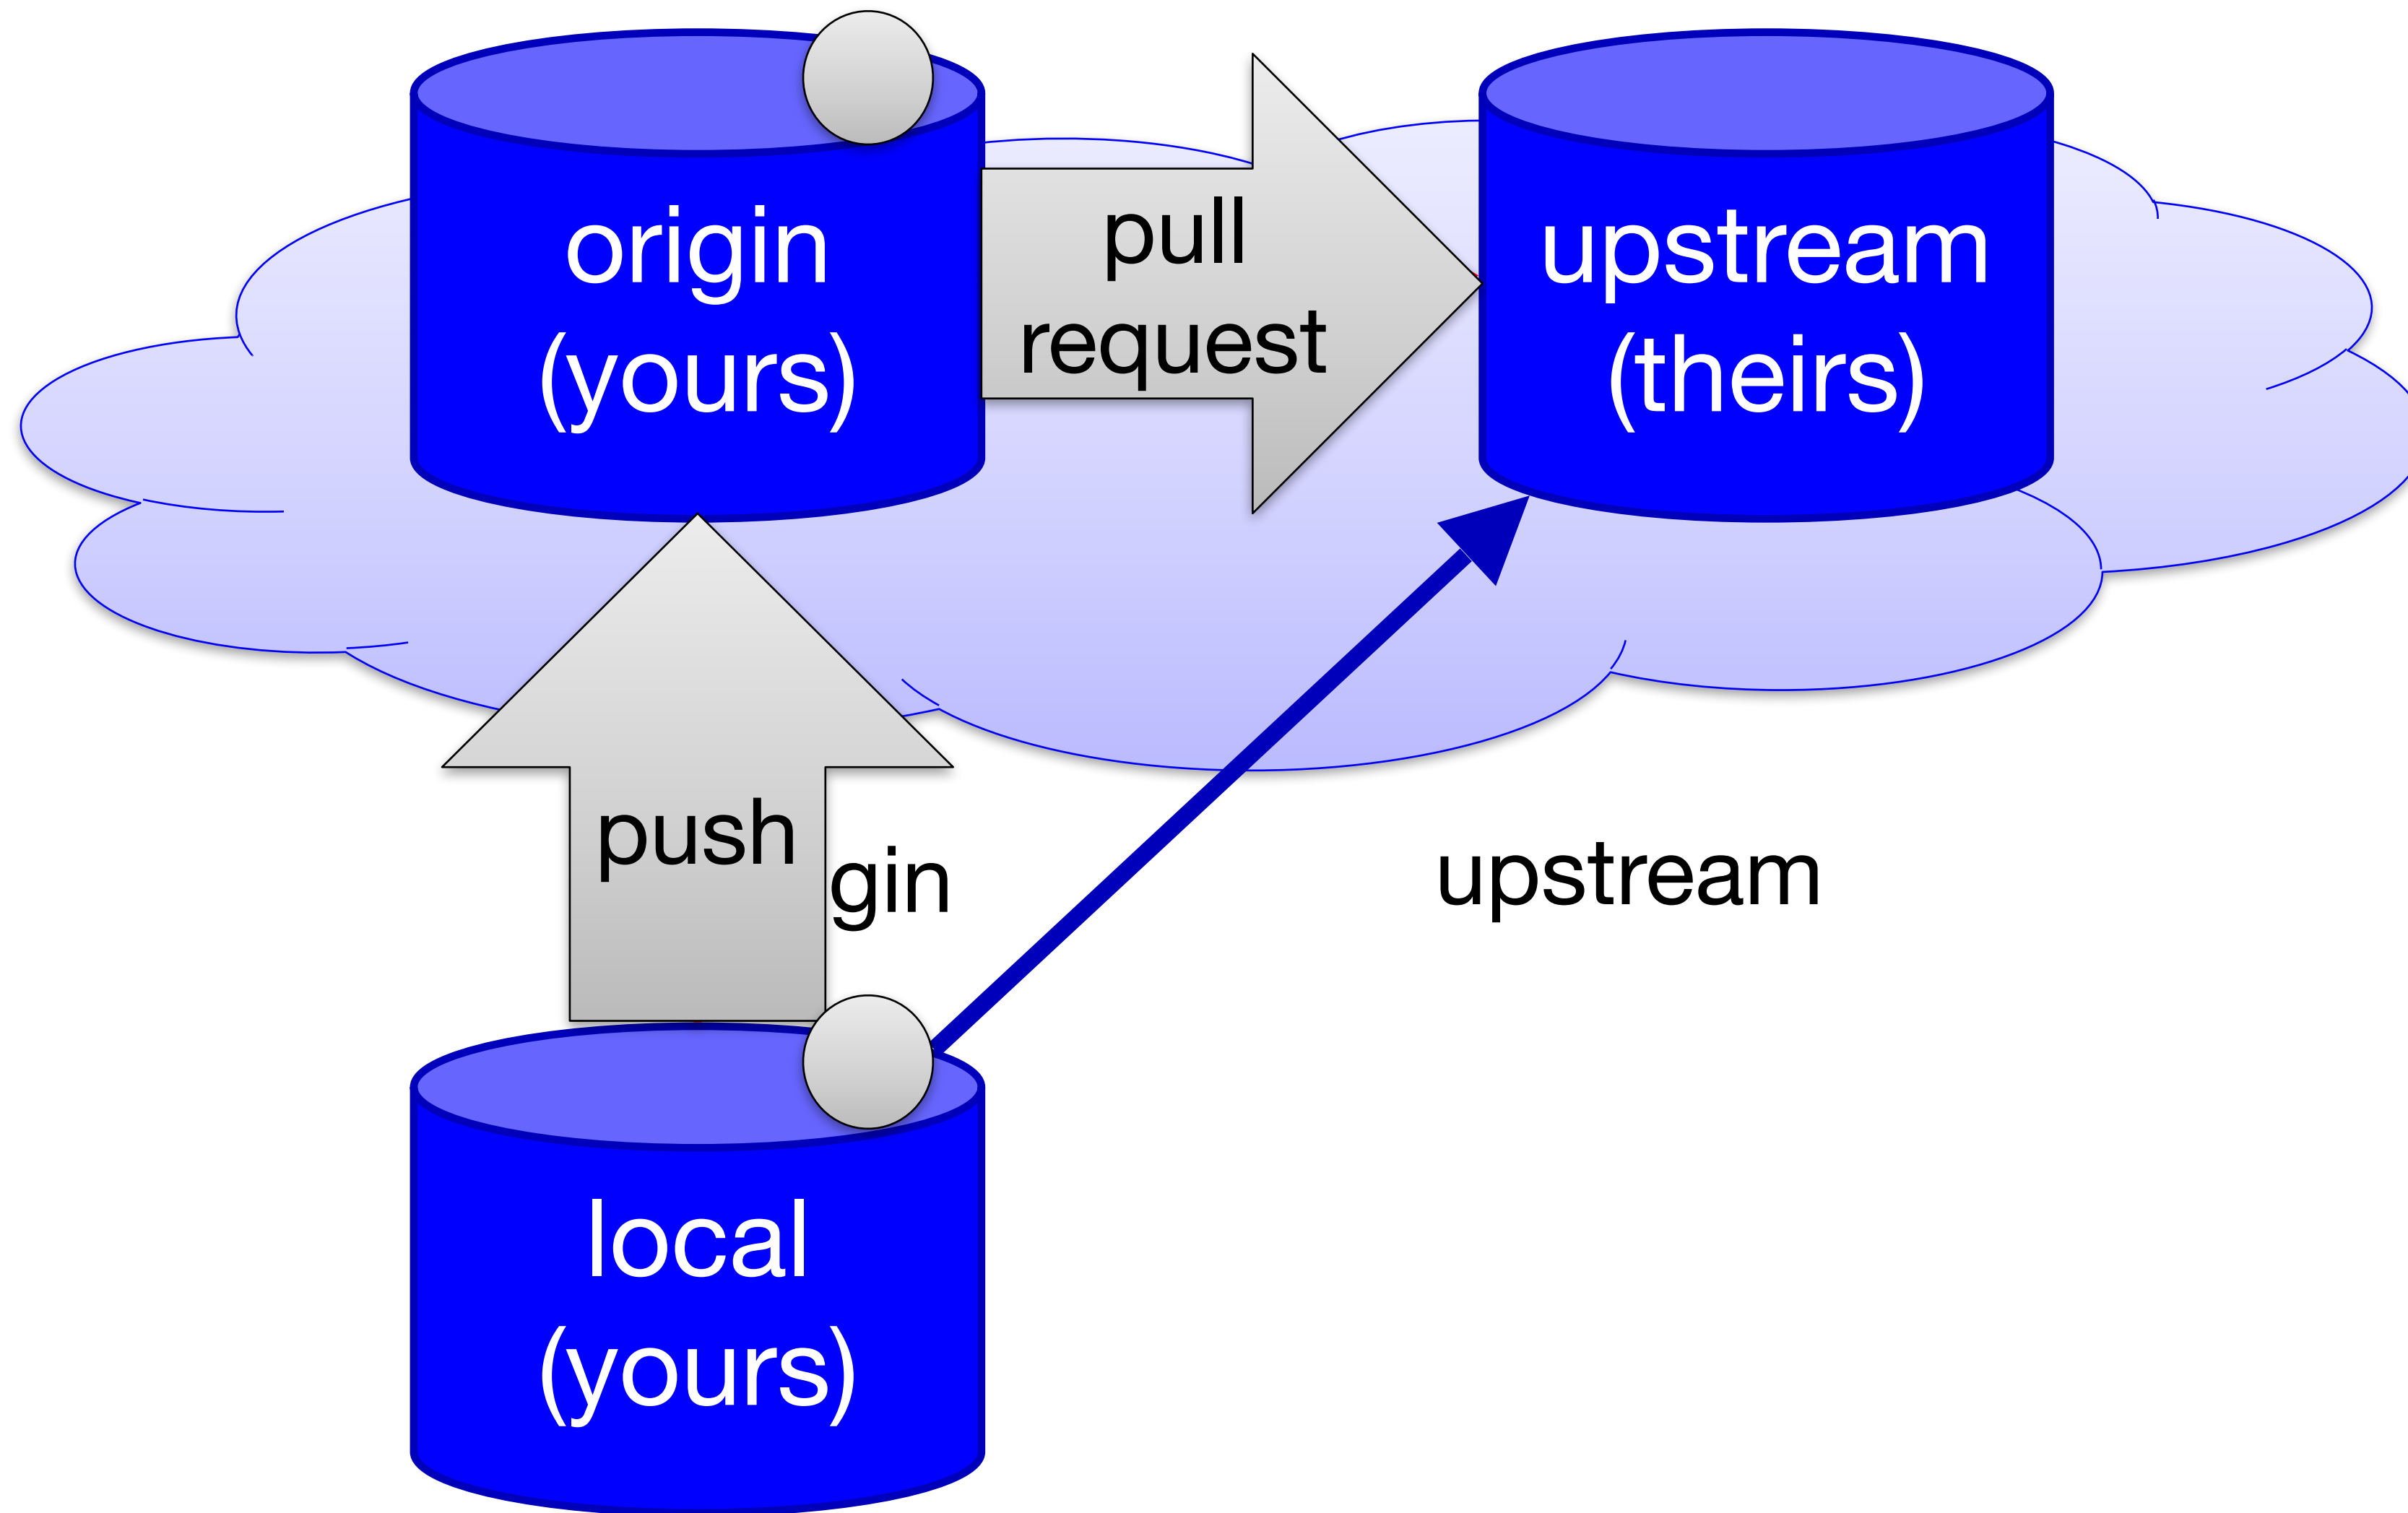 origin
(yours)
pull
request
upstream
(theirs)
push
gin
upstream
local
(yours)